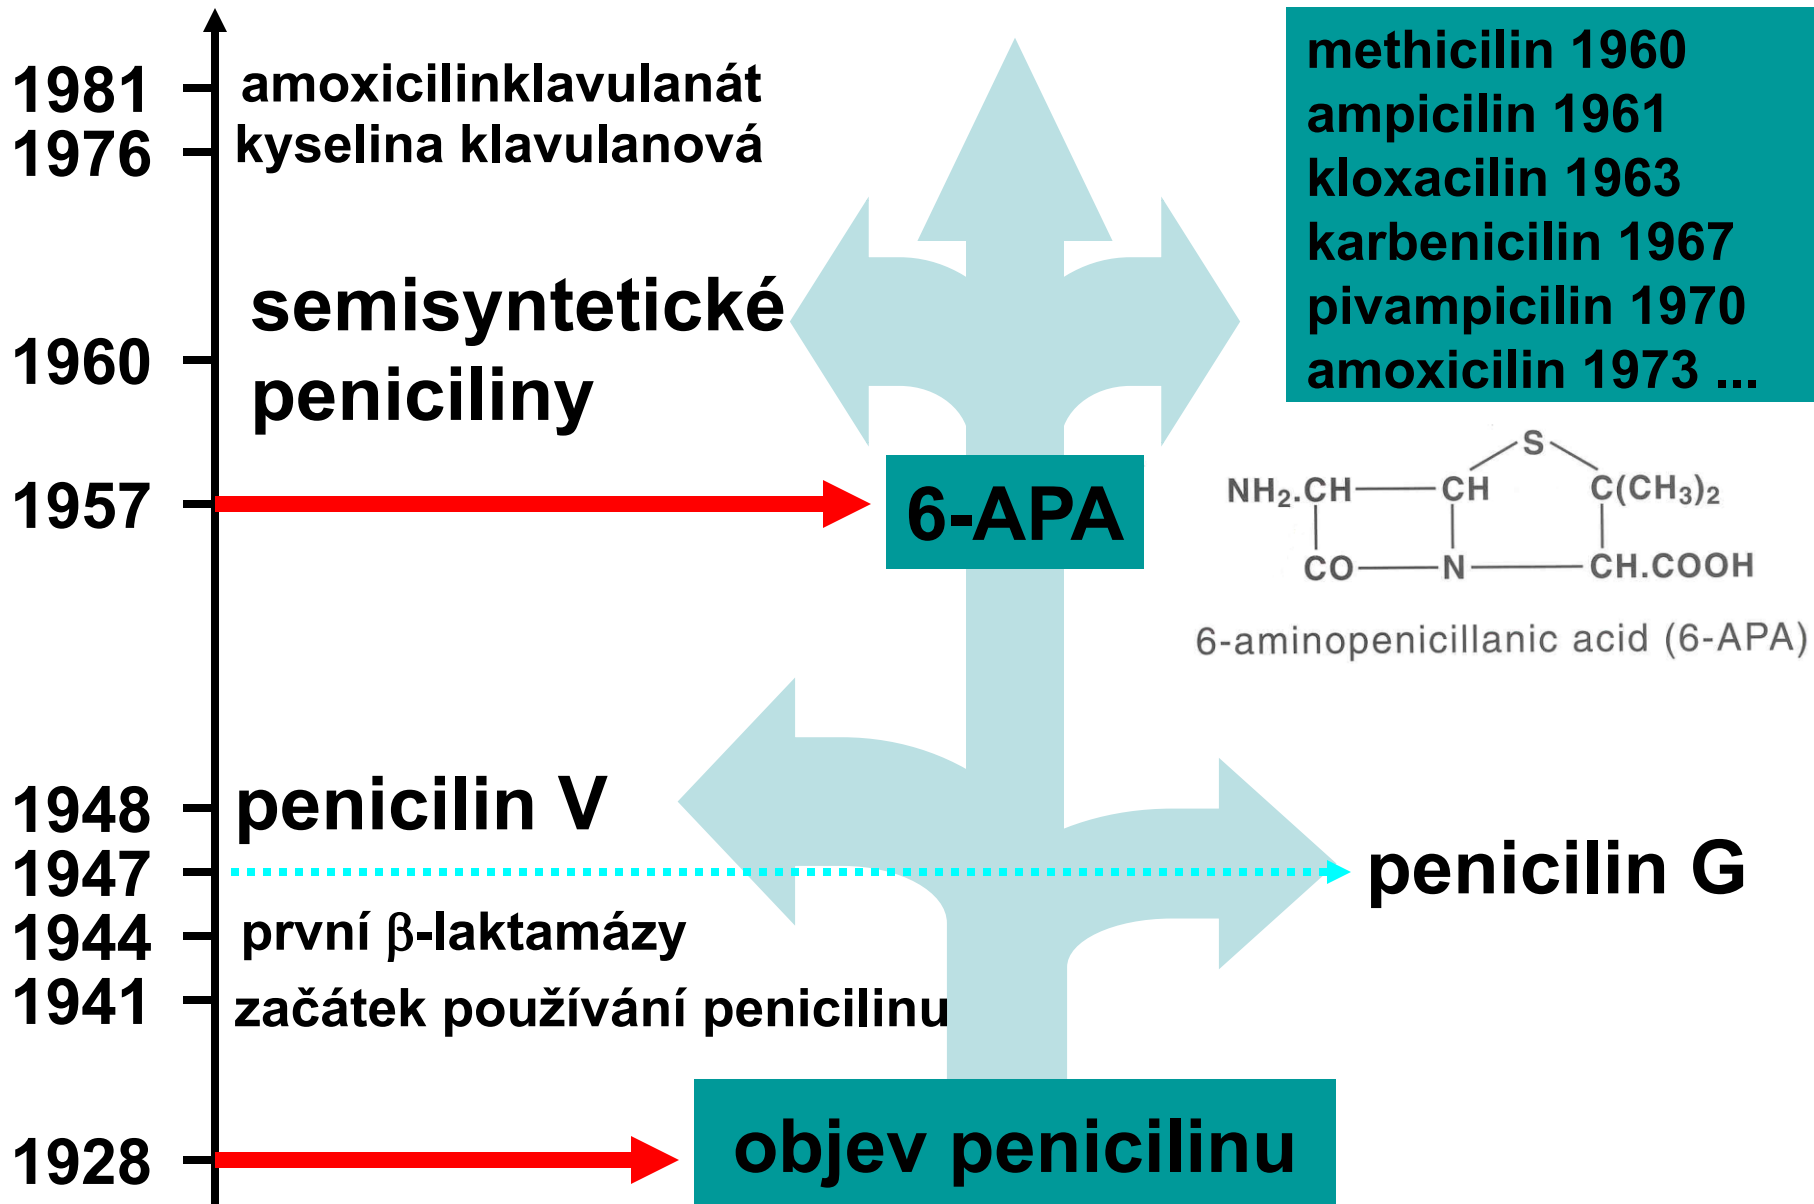 1981 amoxicilinklavulanát
1976 kyselina klavulanová
semisyntetické
1960
peniciliny
1957
1948 penicilin V
1947
1944 první β-laktamázy
1941 začátek používání penicilinu
1928
methicilin 1960
ampicilin 1961
kloxacilin 1963
karbenicilin 1967
pivampicilin 1970
amoxicilin 1973 ...
6-APA
S
NH₂.CH CH C(CH₃)₂
CO N CH.COOH
6-aminopenicillanic acid (6-APA)
penicilin G
objev penicilinu